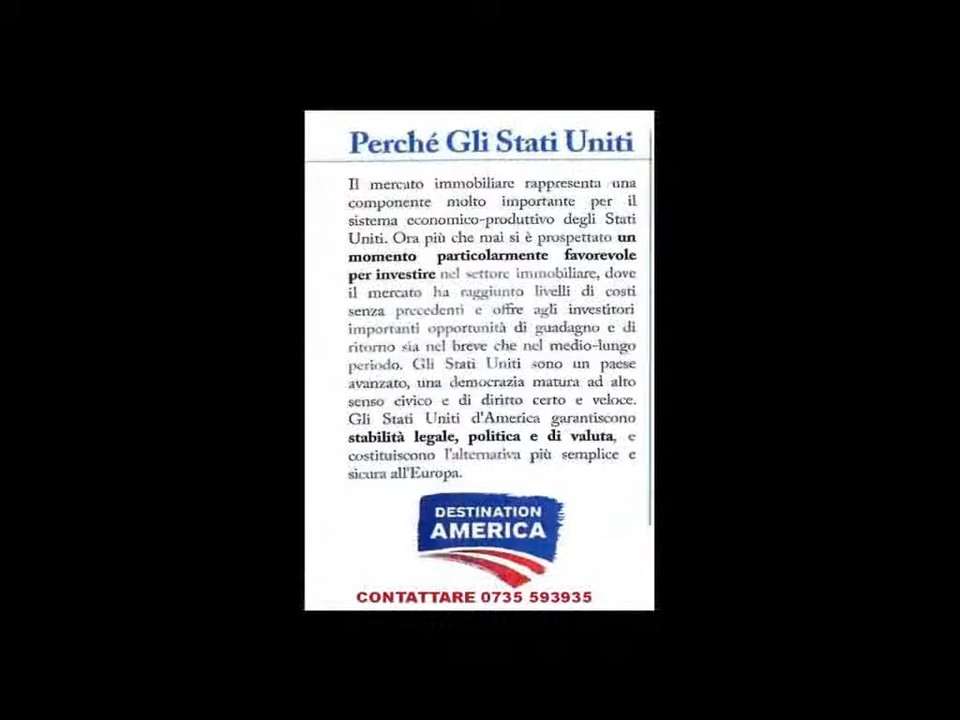 Perché Gli Stati Uniti
Il mercato immobiliare rappresenta una
componente molto importante per il
sistema economico-produttivo degli Stati
Uniti. Ora più che mai si è prospettato un
momento particolarmente favorevole
per investire nel settore immobiliare, dove
il mercato ha raggiunto livelli di costi
senza precedenti e offre agli investitori
importanti opportunità di guadagno e di
ritorno sia nel breve che nel medio-lungo
periodo. Gli Stati Uniti sono un paese
avanzato, una democrazia matura ad alto
senso civico e di diritto certo e veloce.
Gli Stati Uniti d'America garantiscono
stabilità legale, politica e di valuta, e
costituiscono l'alternativa più semplice e
sicura all'Europa.
DESTINATION
AMERICA
CONTATTARE 0735 593935